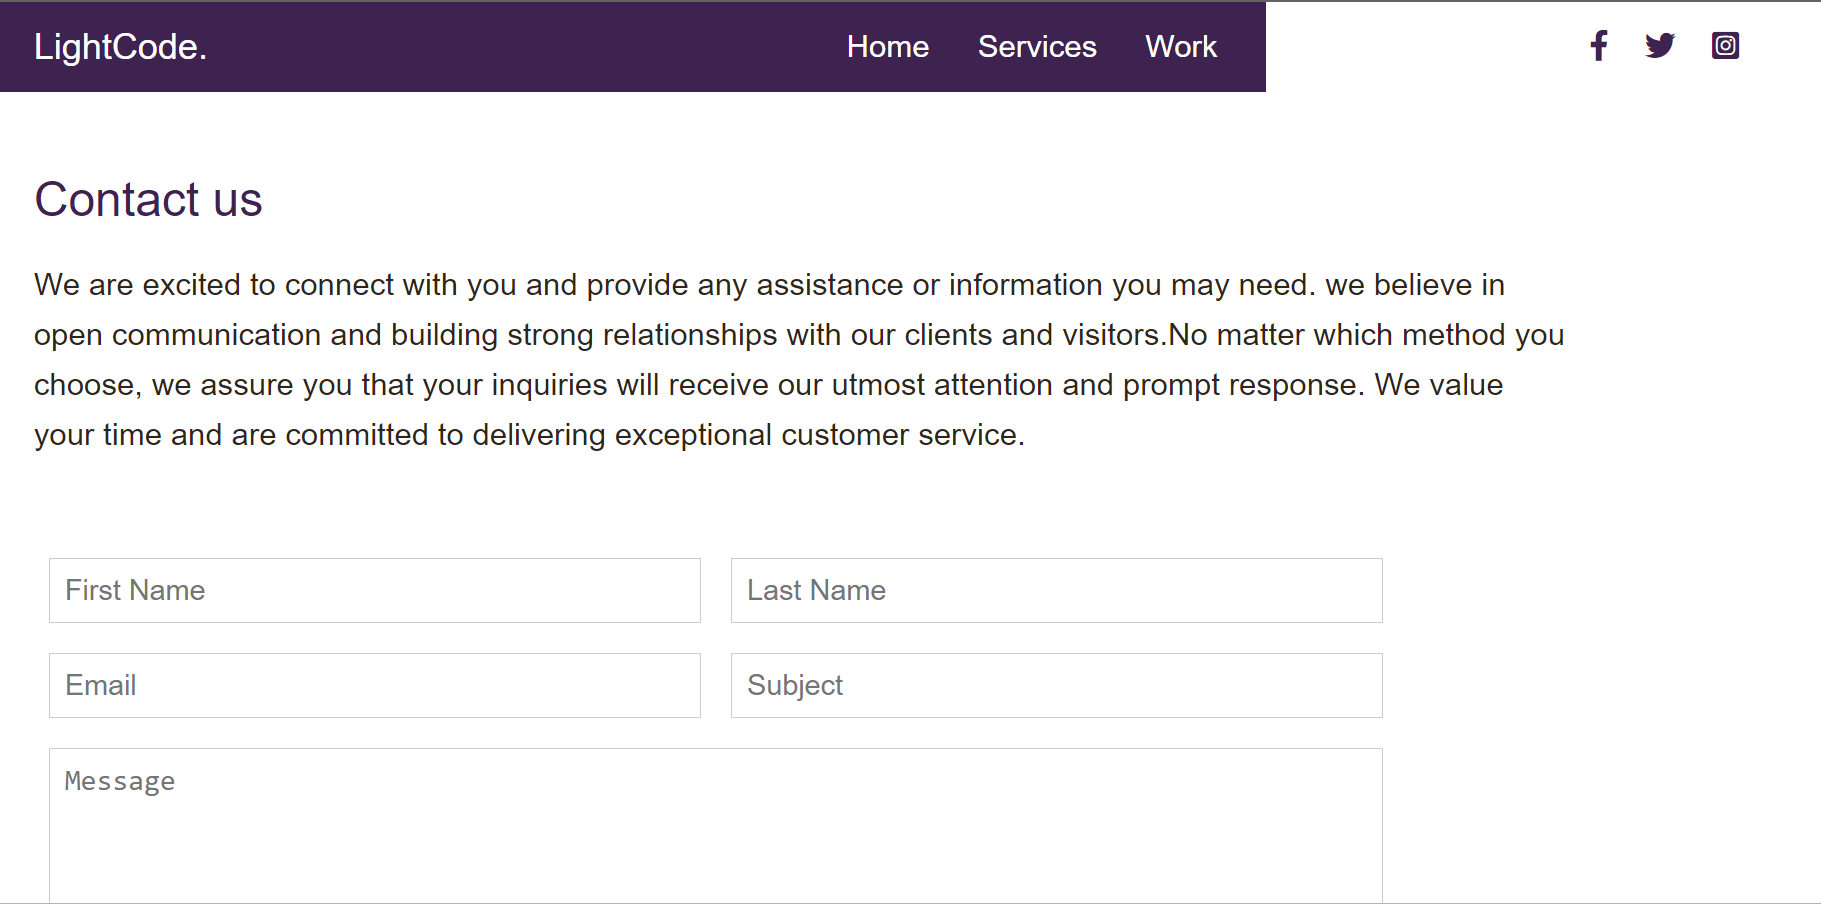 LightCode.
Home Services Work
Contact us
We are excited to connect with you and provide any assistance or information you may need. we believe in
open communication and building strong relationships with our clients and visitors.No matter which method you
choose, we assure you that your inquiries will receive our utmost attention and prompt response. We value
your time and are committed to delivering exceptional customer service.
First Name Last Name
Email Subject
Message